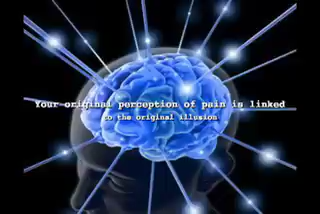 Your original perception of pain is linked
to the original illusion